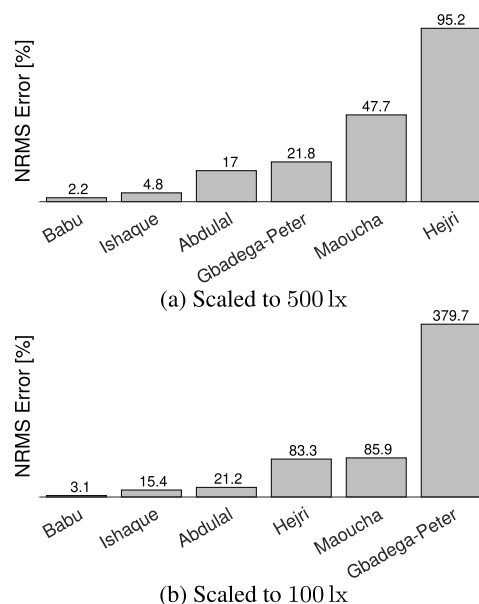 NRMS Error [%]
2.2
4.8
17
21.8
47.7
95.2
Babu
Ishaque
Abdulal
Gbadega-Peter
Maoucha
Hejri
(a) Scaled to 500 lx
NRMS Error [%]
3.1
15.4
21.2
83.3
85.9
379.7
Babu
Ishaque
Abdulal
Hejri
Maoucha
Gbadega-Peter
(b) Scaled to 100 lx